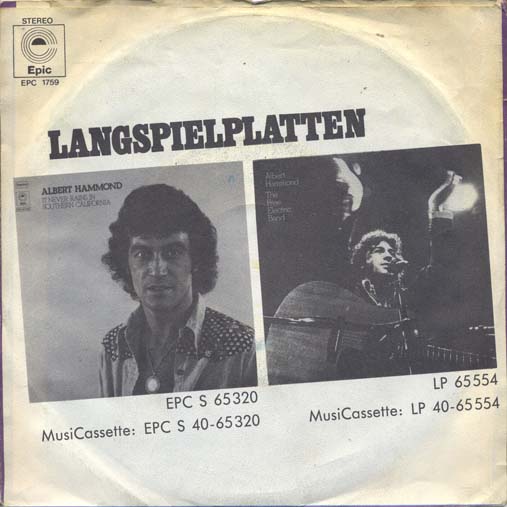 STEREO
Epic
EPC 1759
LANGSPIELPLATTEN
ALBERT HAMMOND
IT NEVER RAINS IN
SOUTHERN CALIFORNIA
Albert
Hammond
The
Free
Electric
Band
EPC S 65320
MusiCassette: EPC S 40-65320
LP 65554
MusiCassette: LP 40-65554